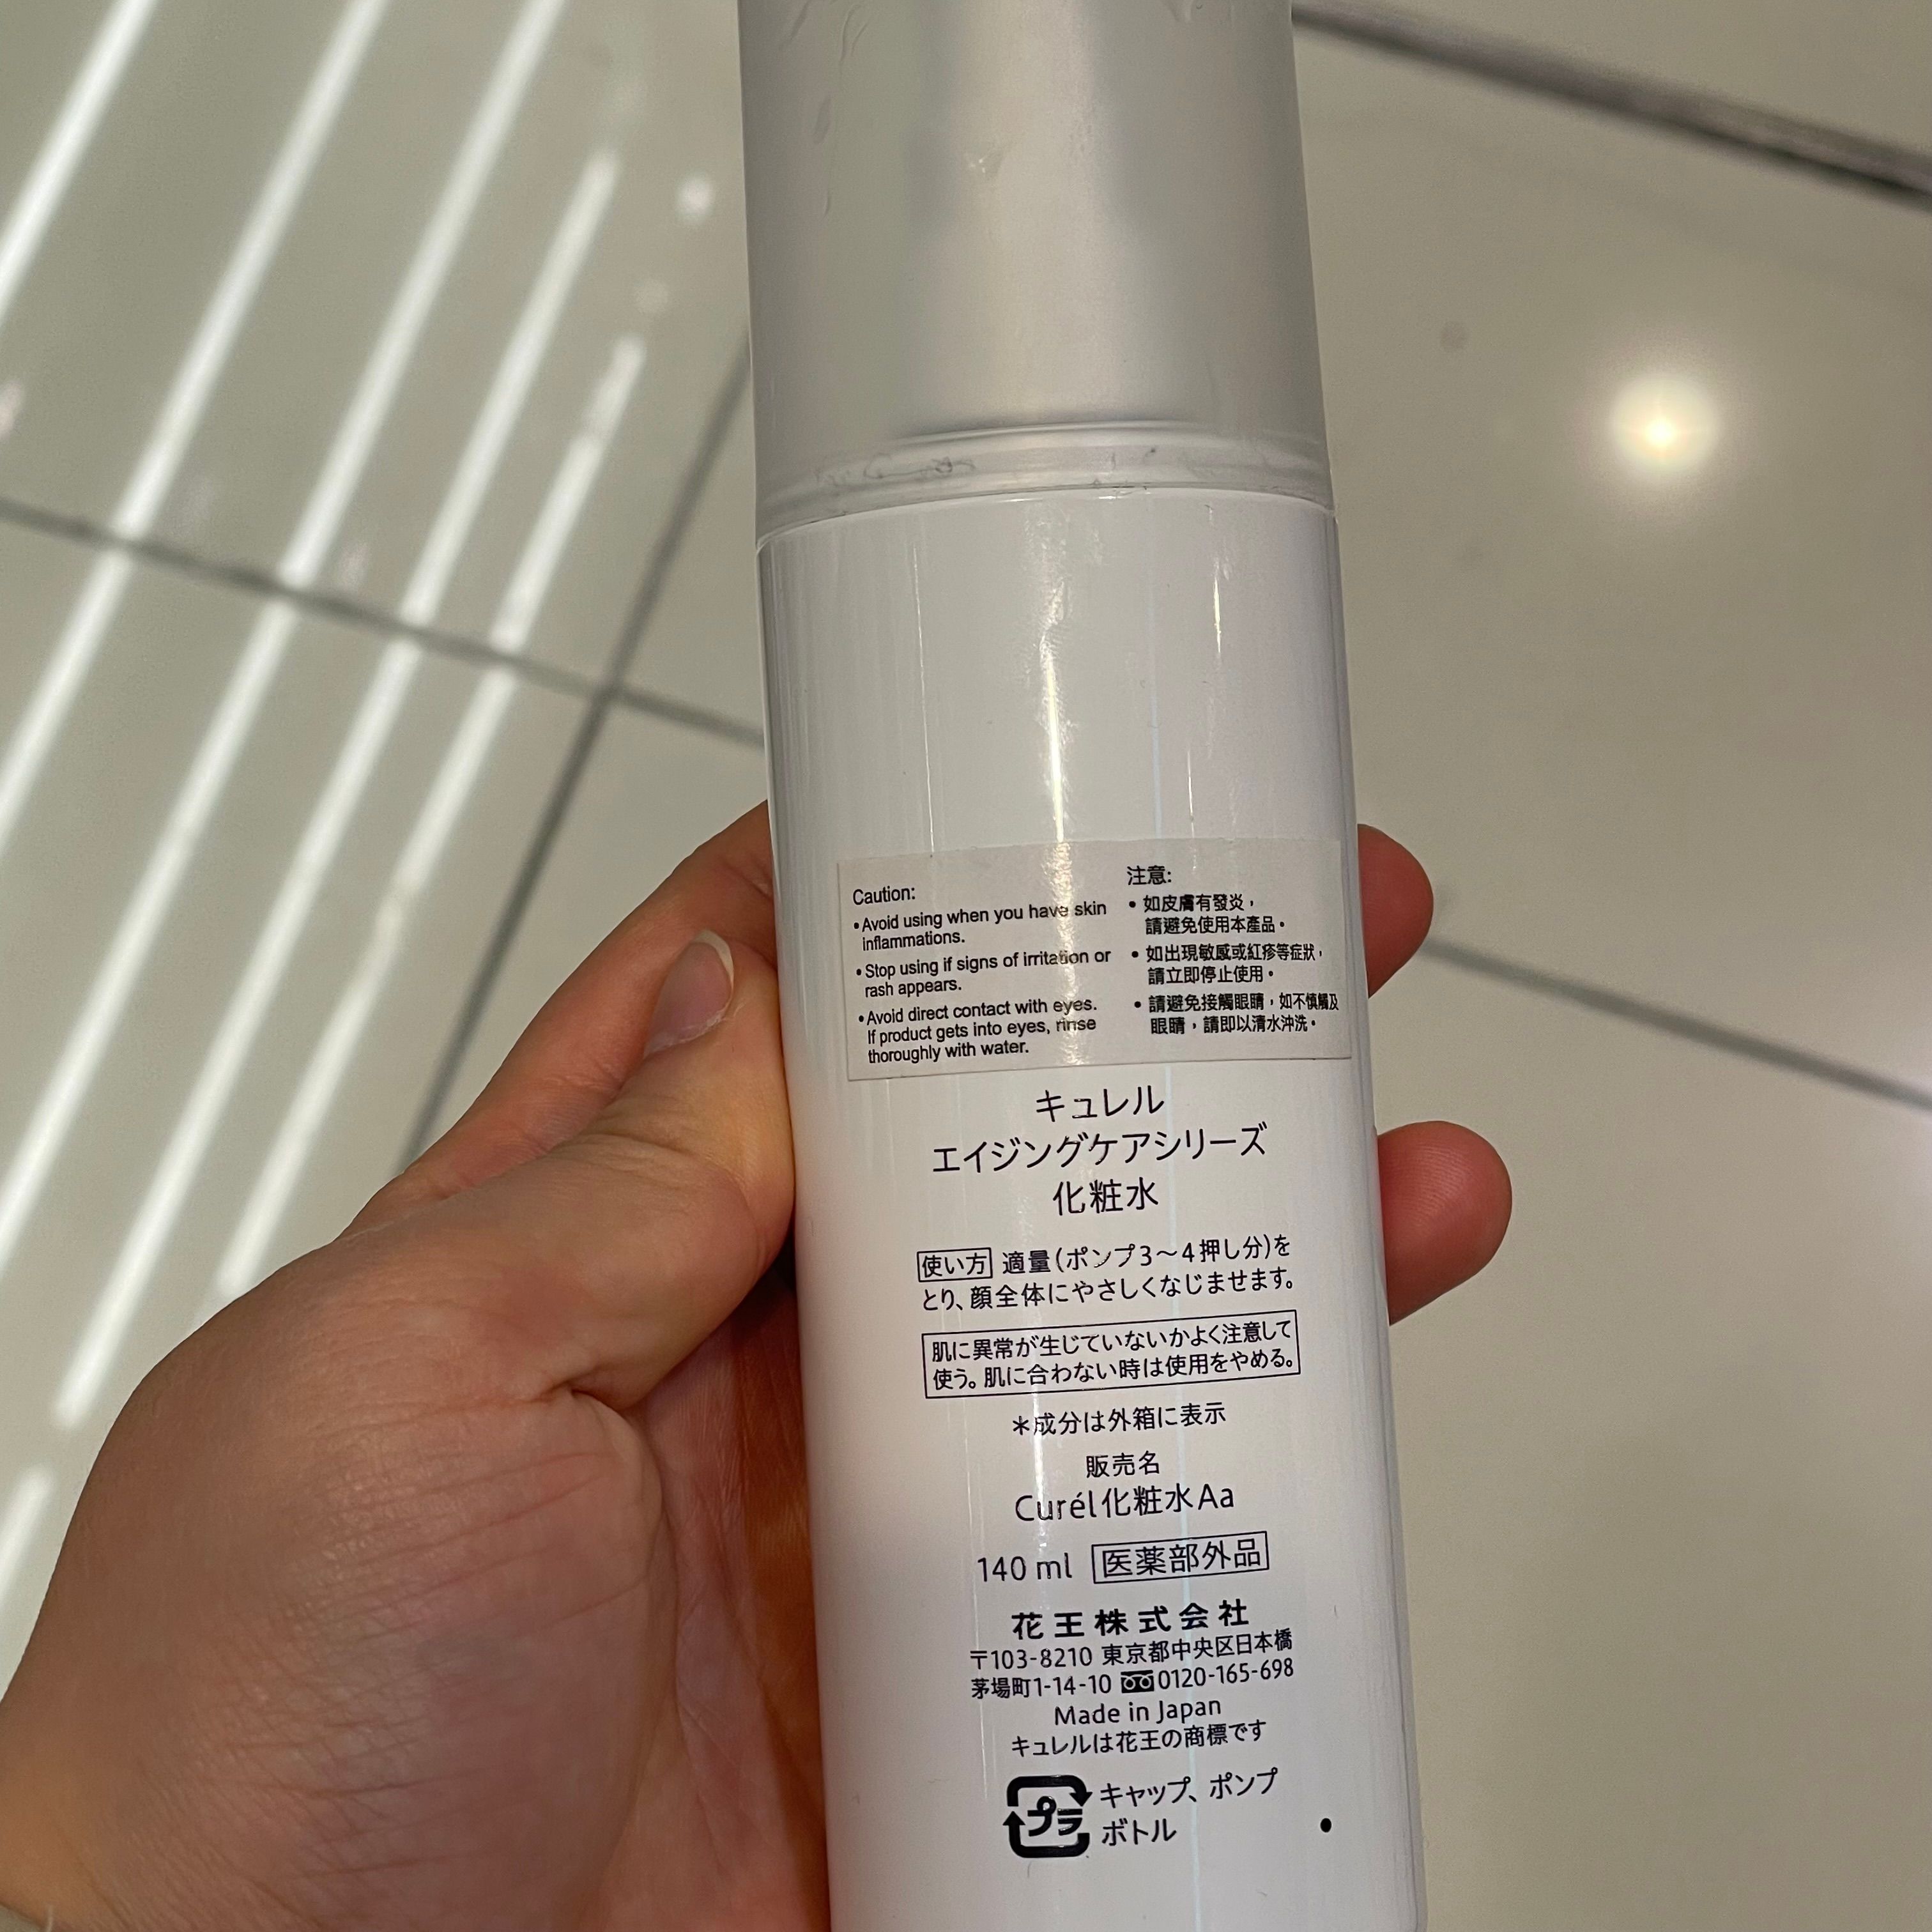 Caution:
•Avoid using when you have skin
inflammations.
•Stop using if signs of irritation or
rash appears.
•Avoid direct contact with eyes.
If product gets into eyes, rinse
thoroughly with water.
注意:
•如皮膚有發炎，
請避免使用本產品。
•如出現敏感或紅疹等症狀，
請立即停止使用。
•請避免接觸眼睛，如不慎觸及
眼睛，請即以清水沖洗。
キュレル
エイジングケアシリーズ
化粧水
使い方 適量(ポンプ3～4押し分)を
とり、顔全体にやさしくなじませます。
肌に異常が生じていないかよく注意して
使う。肌に合わない時は使用をやめる。
＊成分は外箱に表示
販売名
Curél化粧水Aa
140 ml 医薬部外品
花王株式会社
〒103-8210 東京都中央区日本橋
茅場町1-14-10 0120-165-698
Made in Japan
キュレルは花王の商標です
プラ キャップ、ポンプ
ボトル